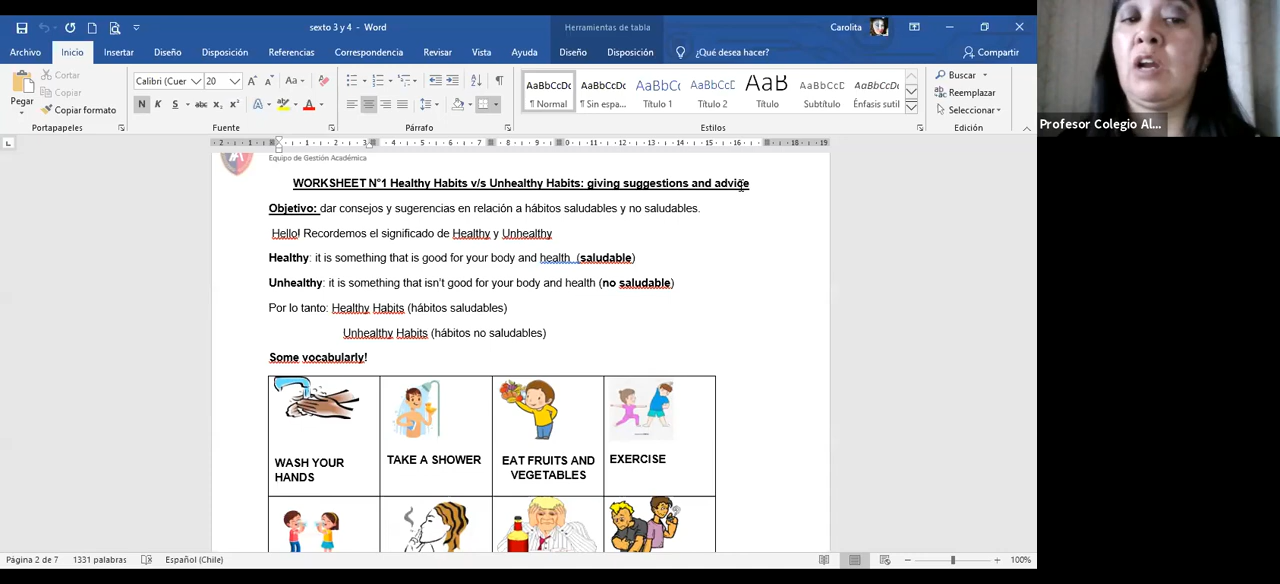 sexto 3 y 4 - Word
Herramientas de tabla
Carolita
Archivo Inicio Insertar Diseño Disposición Referencias Correspondencia Revisar Vista Ayuda Diseño Disposición ¿Qué desea hacer? Compartir
Pegar
Cortar
Copiar
Copiar formato
Portapapeles
Calibri (Cuer 20
N K S abc x₂ x²
Fuente
Párrafo
AaBbCcDc AaBbCcDc AaBbCc AaBbCcD AaB AaBbCcD AaBbCcDc
¶ Normal ¶ Sin espa... Título 1 Título 2 Título Subtítulo Énfasis sutil
Estilos
Buscar
Reemplazar
Seleccionar
Edición
Profesor Colegio Al...
Equipo de Gestión Académica
WORKSHEET N°1 Healthy Habits v/s Unhealthy Habits: giving suggestions and advice
Objetivo: dar consejos y sugerencias en relación a hábitos saludables y no saludables.
Hello! Recordemos el significado de Healthy y Unhealthy
Healthy: it is something that is good for your body and health (saludable)
Unhealthy: it is something that isn't good for your body and health (no saludable)
Por lo tanto: Healthy Habits (hábitos saludables)
Unhealthy Habits (hábitos no saludables)
Some vocabularly!
WASH YOUR
HANDS
TAKE A SHOWER
EAT FRUITS AND
VEGETABLES
EXERCISE
Página 2 de 7 1331 palabras Español (Chile) 100%